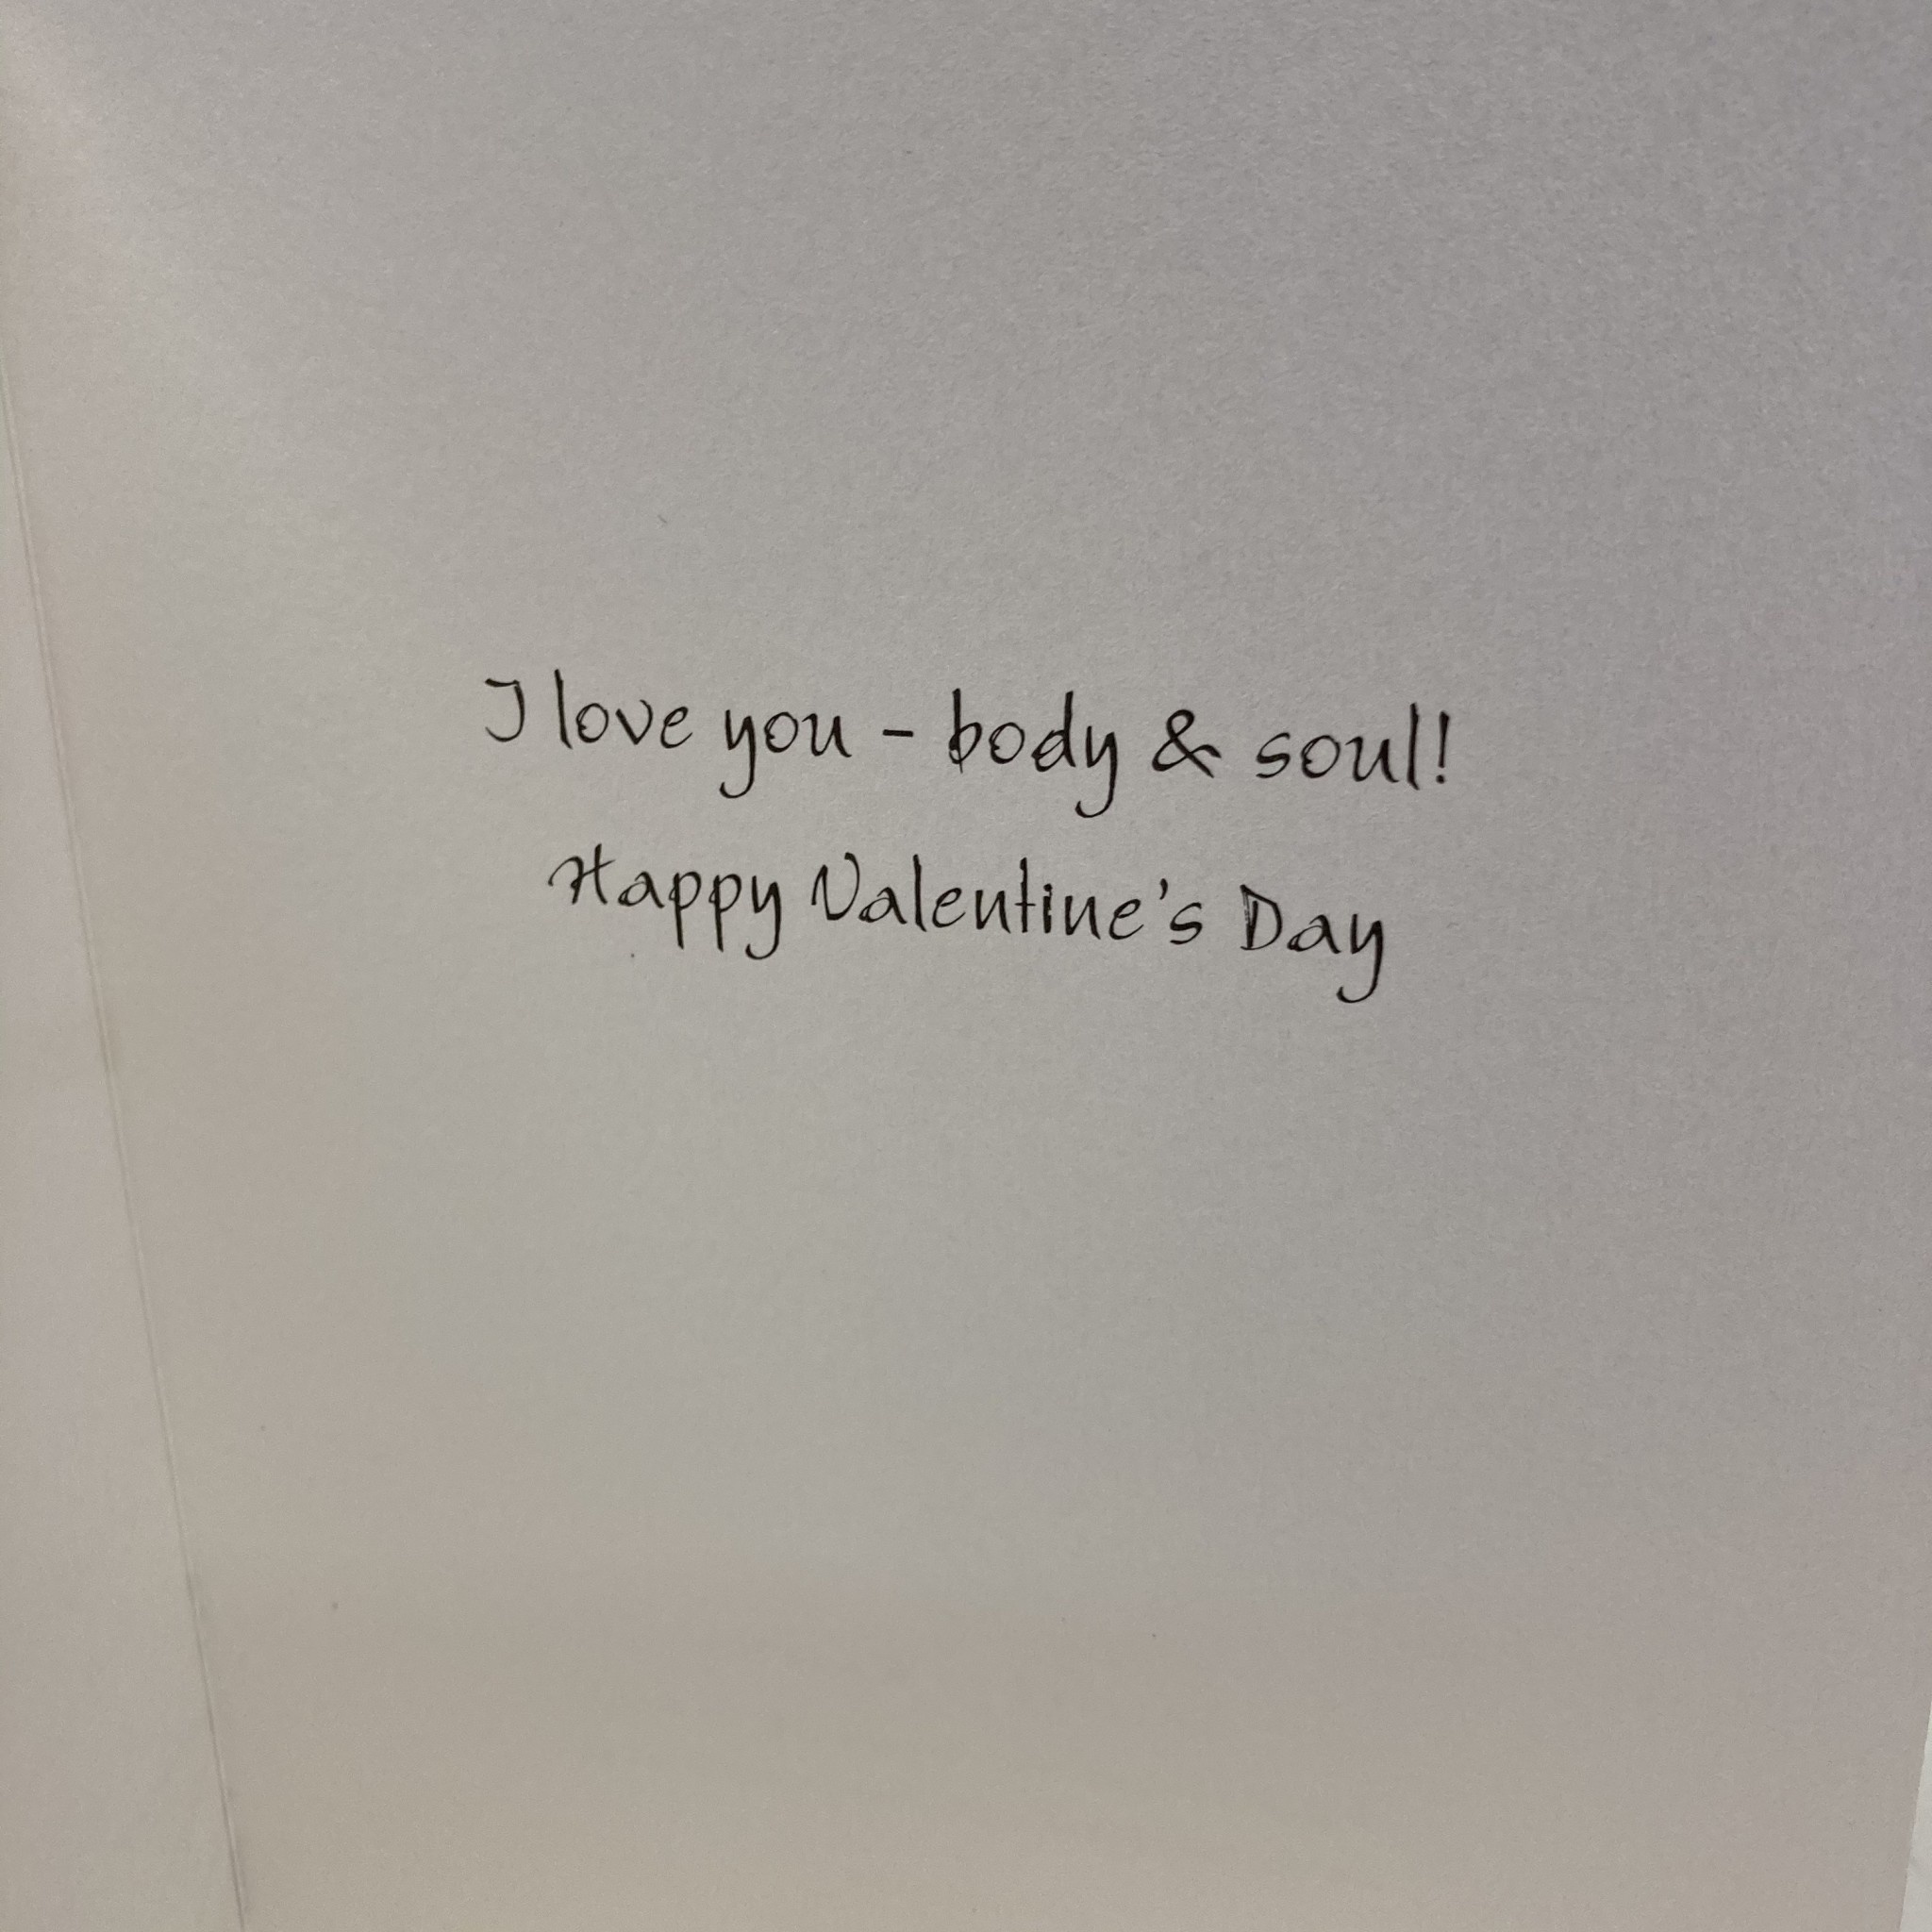 I love you - body & soul!
Happy Valentine's Day